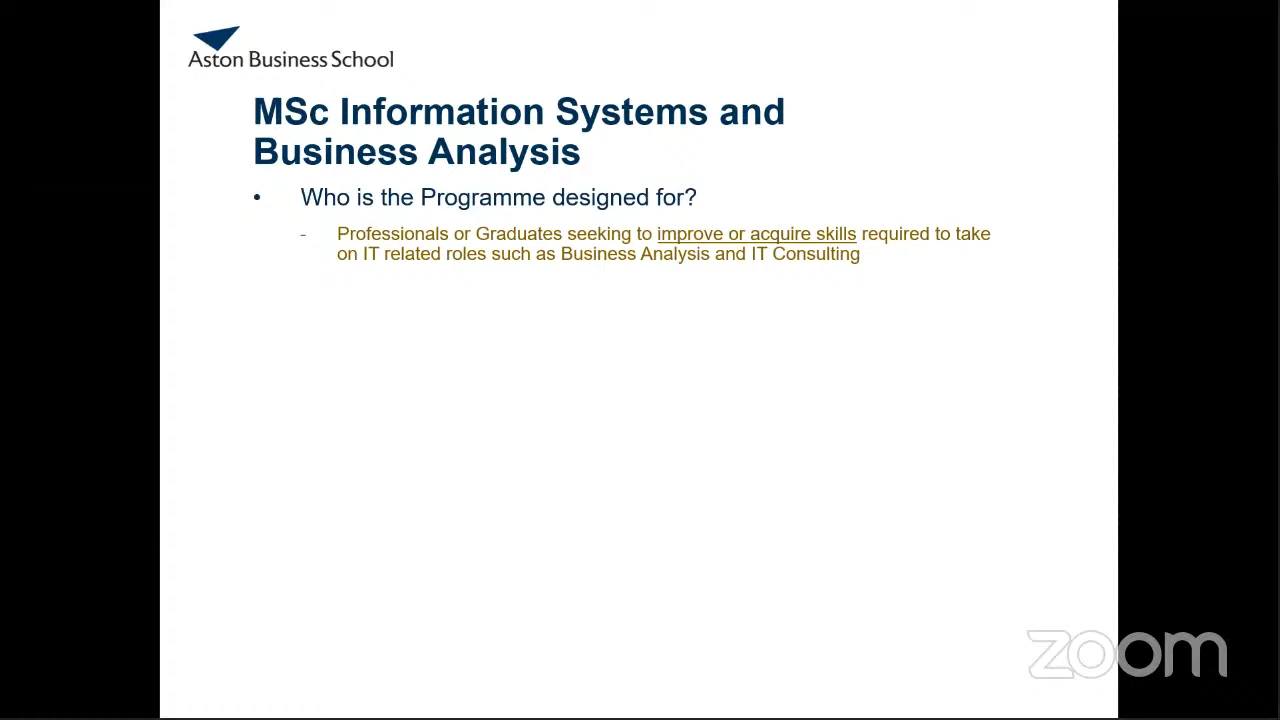 Aston Business School
MSc Information Systems and
Business Analysis
• Who is the Programme designed for?
- Professionals or Graduates seeking to improve or acquire skills required to take
on IT related roles such as Business Analysis and IT Consulting
zoom